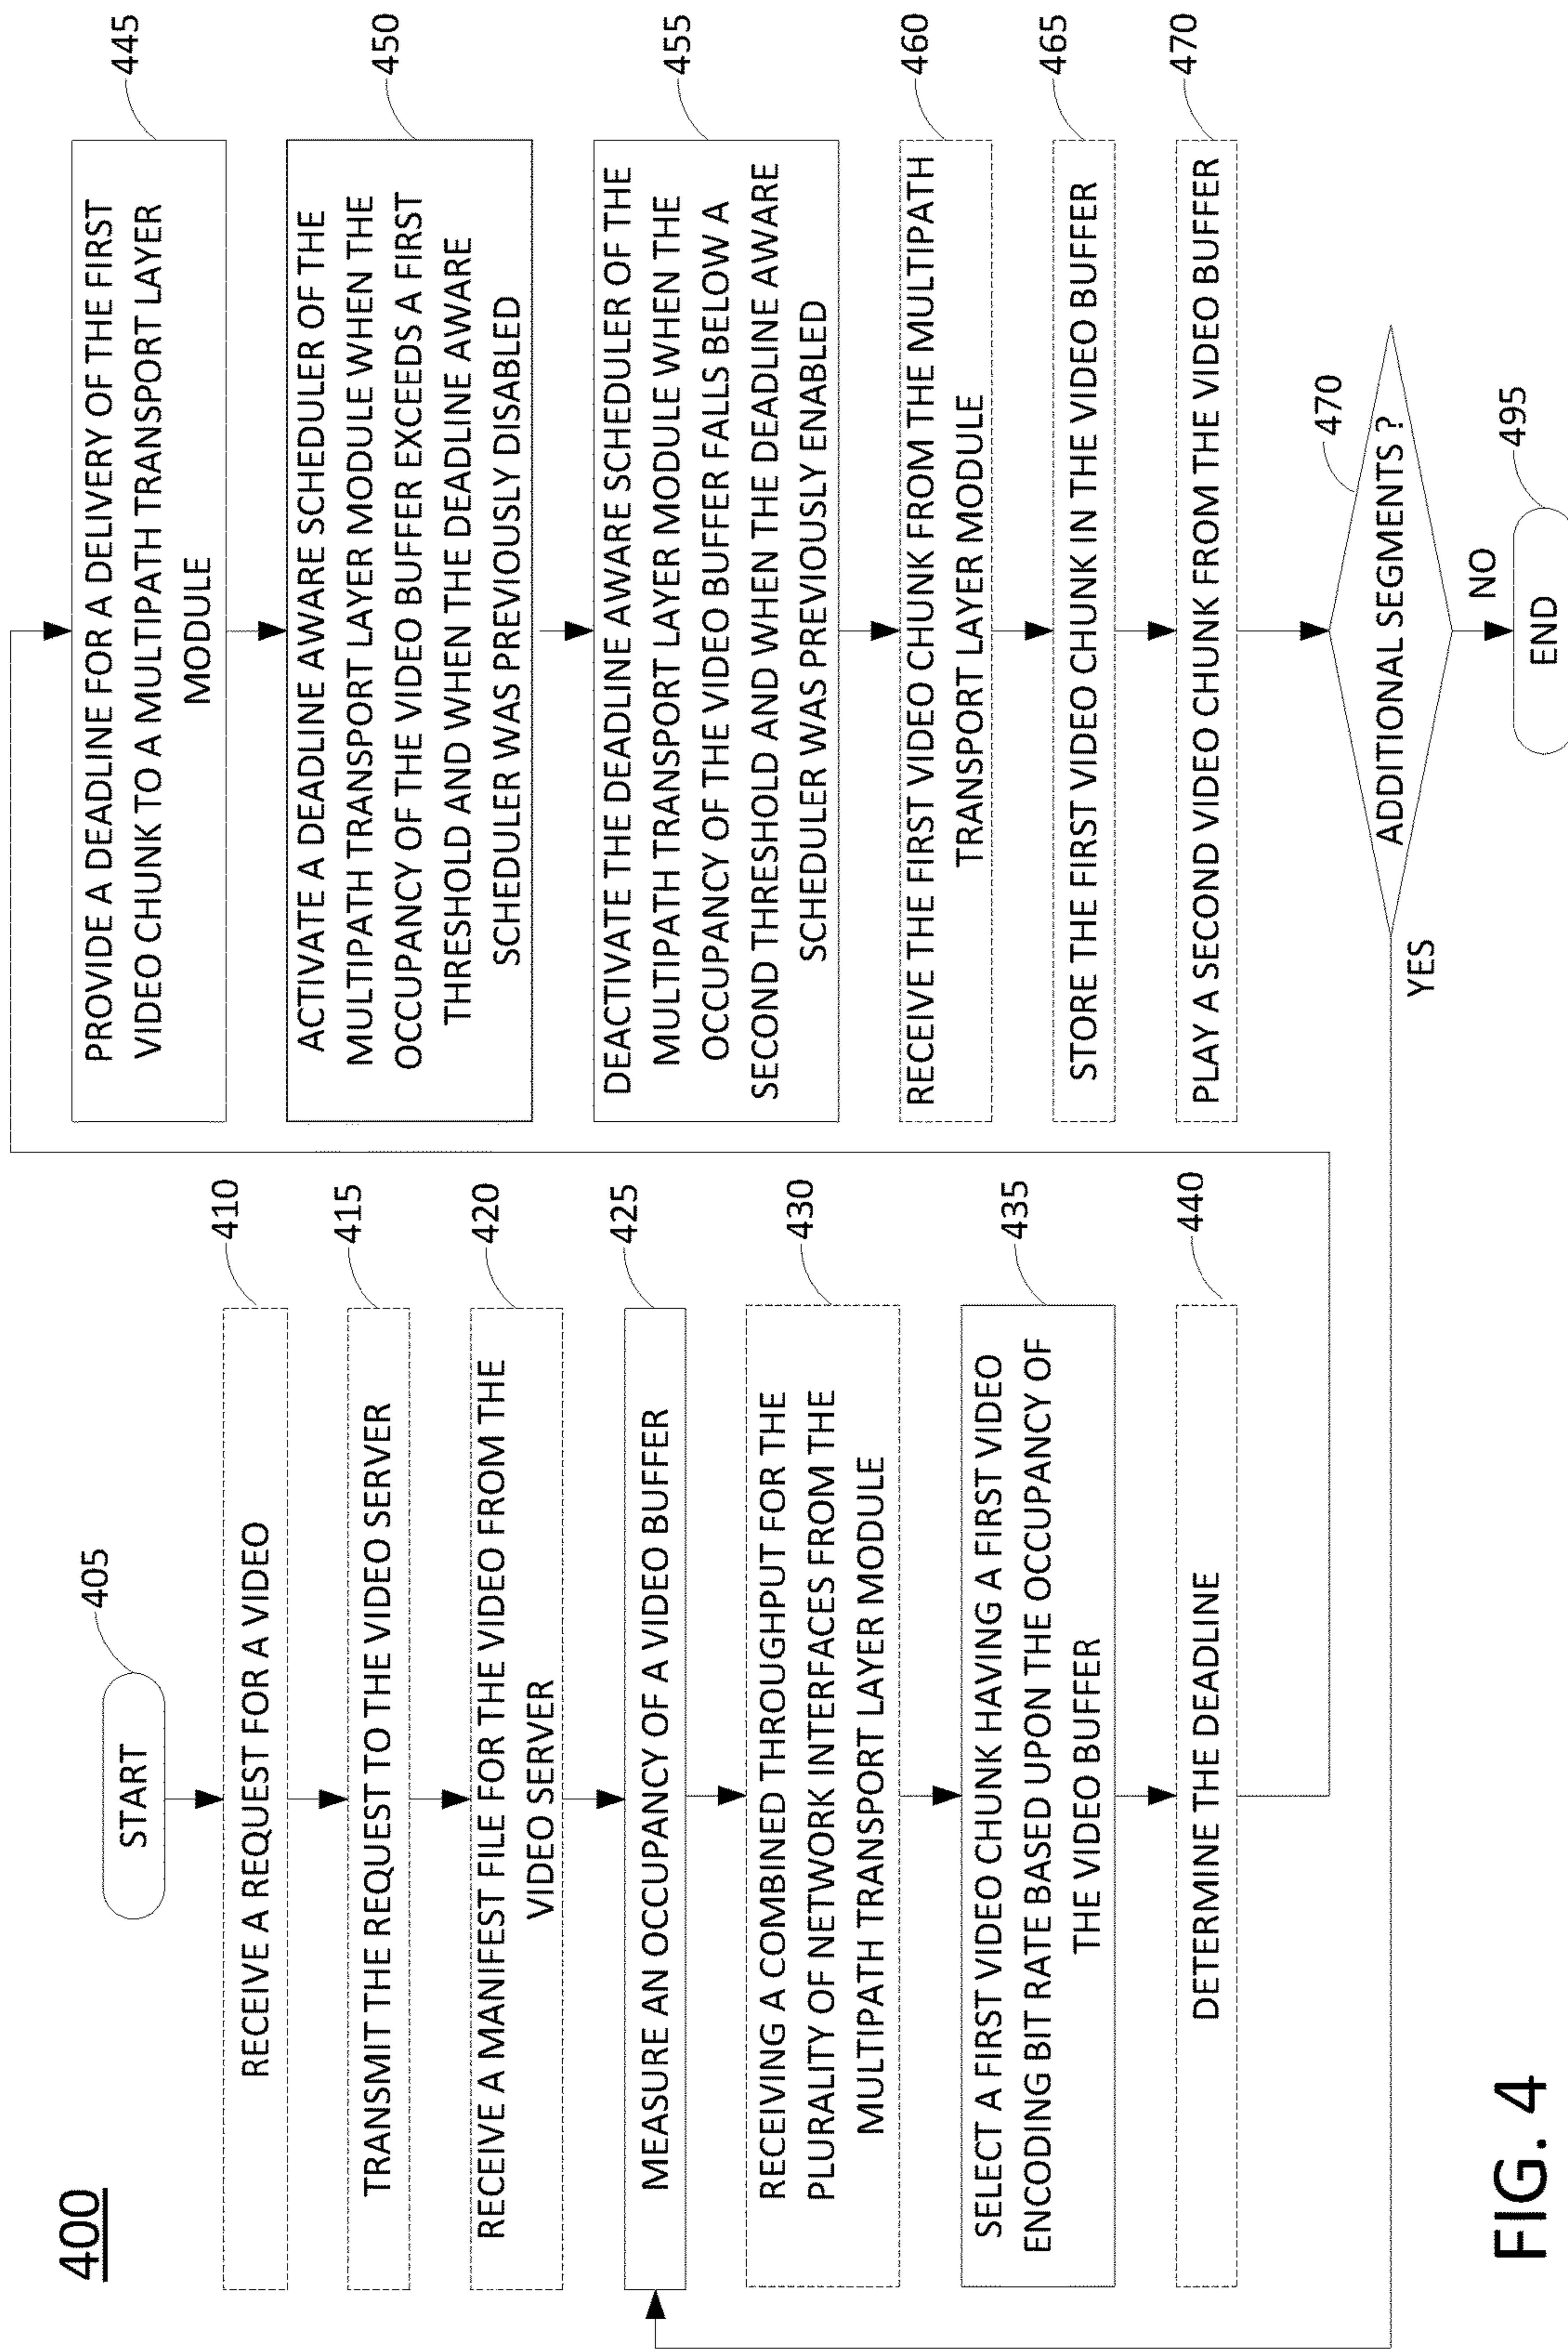 400
START
405
RECEIVE A REQUEST FOR A VIDEO
410
TRANSMIT THE REQUEST TO THE VIDEO SERVER
415
RECEIVE A MANIFEST FILE FOR THE VIDEO FROM THE
VIDEO SERVER
420
MEASURE AN OCCUPANCY OF A VIDEO BUFFER
425
RECEIVING A COMBINED THROUGHPUT FOR THE
PLURALITY OF NETWORK INTERFACES FROM THE
MULTIPATH TRANSPORT LAYER MODULE
430
SELECT A FIRST VIDEO CHUNK HAVING A FIRST VIDEO
ENCODING BIT RATE BASED UPON THE OCCUPANCY OF
THE VIDEO BUFFER
435
DETERMINE THE DEADLINE
440
PROVIDE A DEADLINE FOR A DELIVERY OF THE FIRST
VIDEO CHUNK TO A MULTIPATH TRANSPORT LAYER
MODULE
445
ACTIVATE A DEADLINE AWARE SCHEDULER OF THE
MULTIPATH TRANSPORT LAYER MODULE WHEN THE
OCCUPANCY OF THE VIDEO BUFFER EXCEEDS A FIRST
THRESHOLD AND WHEN THE DEADLINE AWARE
SCHEDULER WAS PREVIOUSLY DISABLED
450
DEACTIVATE THE DEADLINE AWARE SCHEDULER OF THE
MULTIPATH TRANSPORT LAYER MODULE WHEN THE
OCCUPANCY OF THE VIDEO BUFFER FALLS BELOW A
SECOND THRESHOLD AND WHEN THE DEADLINE AWARE
SCHEDULER WAS PREVIOUSLY ENABLED
455
RECEIVE THE FIRST VIDEO CHUNK FROM THE MULTIPATH
TRANSPORT LAYER MODULE
460
STORE THE FIRST VIDEO CHUNK IN THE VIDEO BUFFER
465
PLAY A SECOND VIDEO CHUNK FROM THE VIDEO BUFFER
470
ADDITIONAL SEGMENTS ?
470
YES
NO
END
495
FIG. 4